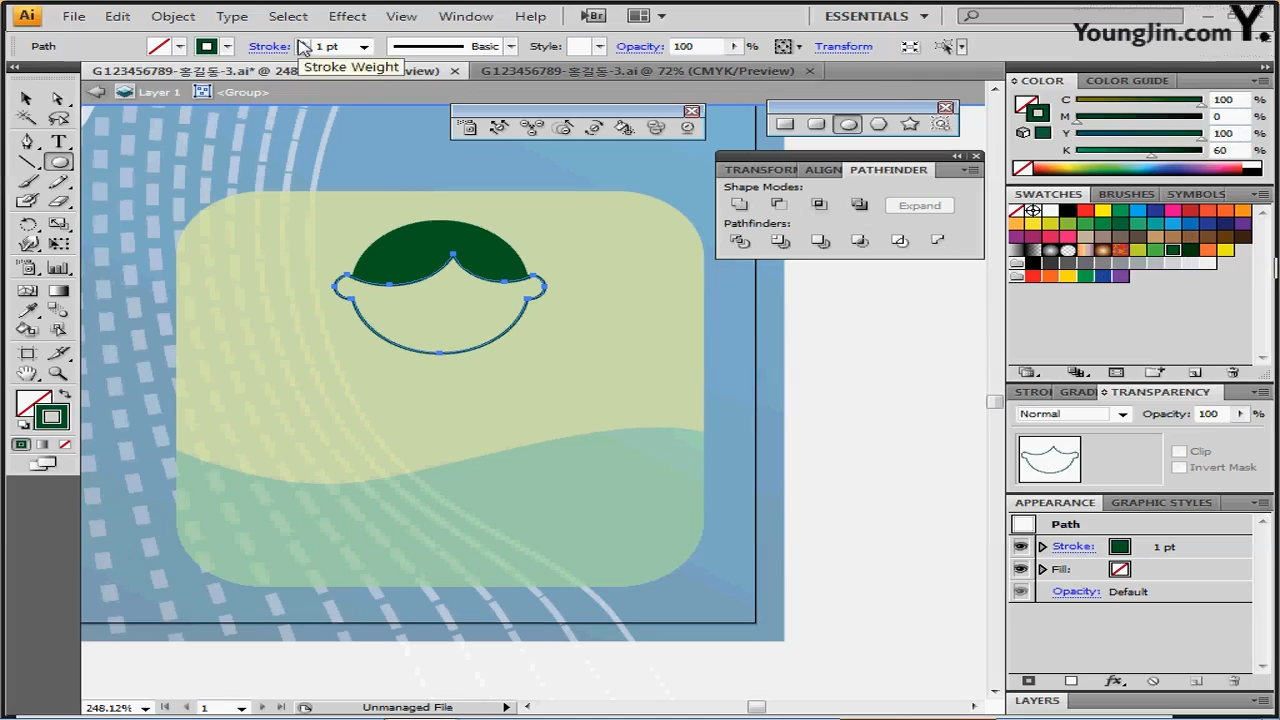 Ai File Edit Object Type Select Effect View Window Help Br ESSENTIALS
Y.
YoungJin.com
Path Stroke: 1 pt Basic Style: Opacity: 100 % Transform
Stroke Weight
G123456789-홍길동-3.ai* @ 248 view) G123456789-홍길동-3.ai @ 72% (CMYK/Preview)
Layer 1 <Group>
COLOR COLOR GUIDE
C 100 %
M 0 %
Y 100 %
K 60 %
TRANSFORM ALIGN PATHFINDER
Shape Modes:
Expand
Pathfinders:
SWATCHES BRUSHES SYMBOLS
STRO GRADI TRANSPARENCY
Normal Opacity: 100 %
Clip
Invert Mask
APPEARANCE GRAPHIC STYLES
Path
Stroke: 1 pt
Fill:
Opacity: Default
fx
LAYERS
248.12% 1 Unmanaged File